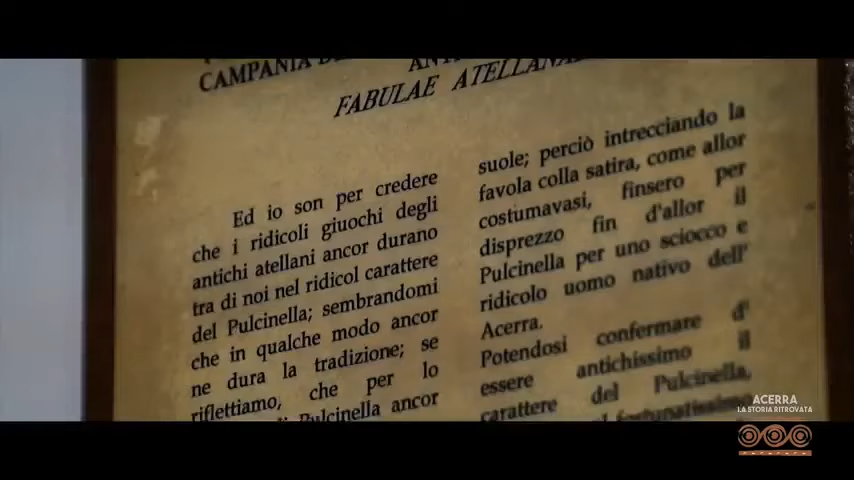 CAMPANIA
FABULAE ATELLANAE
Ed io son per credere
che i ridicoli giuochi degli
antichi atellani ancor durano
tra di noi nel ridicol carattere
del Pulcinella; sembrandomi
che in qualche modo ancor
ne dura la tradizione; se
riflettiamo, che per lo
Pulcinella ancor
suole; perciò intrecciando la
favola colla satira, come allor
costumavasi, finsero per
disprezzo fin d'allor il
Pulcinella per uno sciocco e
ridicolo uomo nativo dell'
Acerra.
Potendosi confermare d'
essere antichissimo il
carattere del Pulcinella,
fortunatissimo
ACERRA
LA STORIA RITROVATA